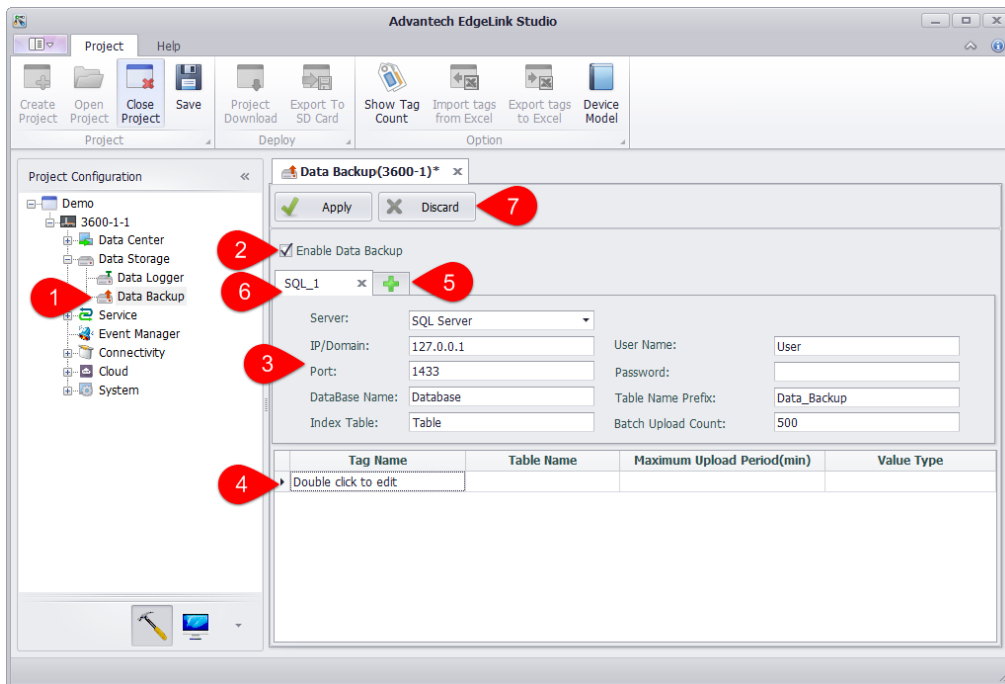 Advantech EdgeLink Studio
Project Help
Create Project
Open Project
Close Project
Save
Project Download
Export To SD Card
Show Tag Count
Import tags from Excel
Export tags to Excel
Device Model
Project Deploy Option
Project Configuration «
Demo
3600-1-1
Data Center
Data Storage
Data Logger
1 Data Backup
Service
Event Manager
Connectivity
Cloud
System
Data Backup(3600-1)* x
Apply Discard 7
2 Enable Data Backup
6 SQL_1 x 5
3
Server: SQL Server
IP/Domain: 127.0.0.1 User Name: User
Port: 1433 Password:
DataBase Name: Database Table Name Prefix: Data_Backup
Index Table: Table Batch Upload Count: 500
Tag Name Table Name Maximum Upload Period(min) Value Type
4 Double click to edit